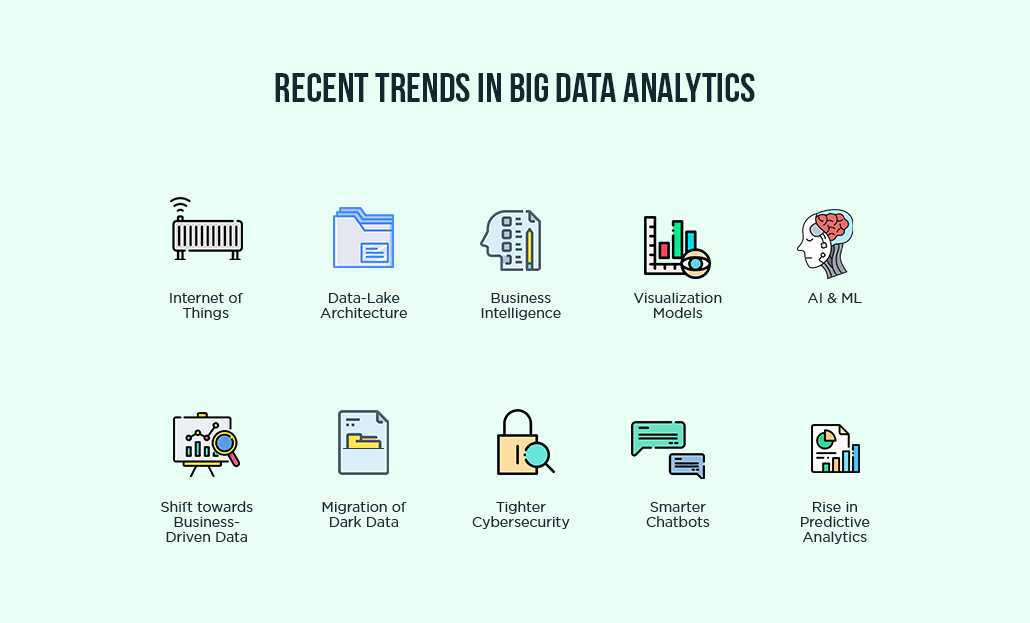 RECENT TRENDS IN BIG DATA ANALYTICS
Internet of
Things
Data-Lake
Architecture
Business
Intelligence
Visualization
Models
AI & ML
Shift towards
Business-
Driven Data
Migration of
Dark Data
Tighter
Cybersecurity
Smarter
Chatbots
Rise in
Predictive
Analytics